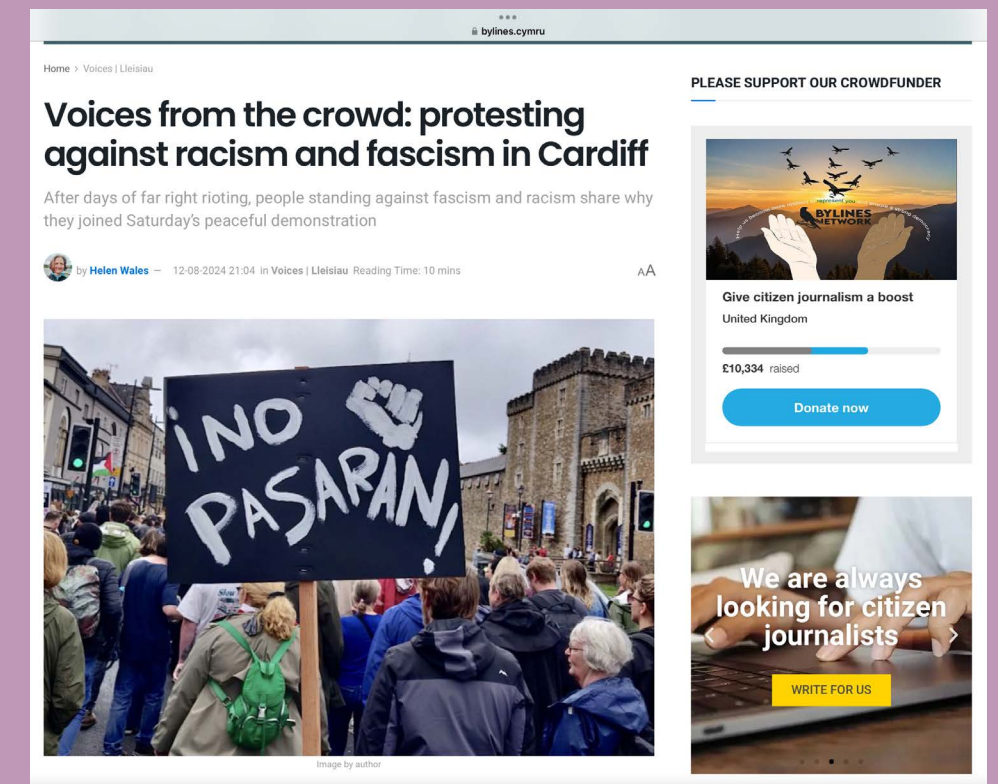 bylines.cymru
Home > Voices | Lleisiau
Voices from the crowd: protesting
against racism and fascism in Cardiff
After days of far right rioting, people standing against fascism and racism share why
they joined Saturday's peaceful demonstration
by Helen Wales — 12-08-2024 21:04 in Voices | Lleisiau Reading Time: 10 mins
AA
¡NO
PASARAN!
Slow
Image by author
PLEASE SUPPORT OUR CROWDFUNDER
represent you
BYLINES
NETWORK
Give citizen journalism a boost
United Kingdom
£10,334 raised
Donate now
We are always
looking for citizen
journalists
WRITE FOR US